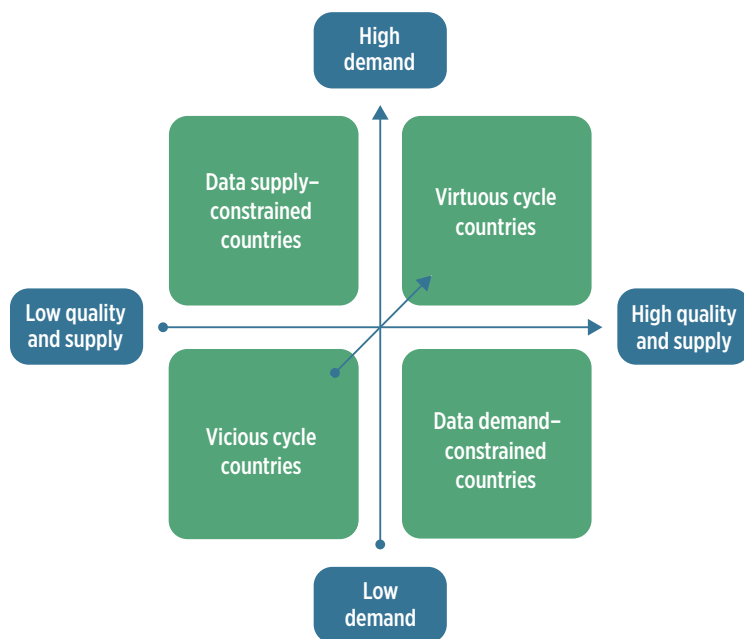 High
demand
Data supply–
constrained
countries
Virtuous cycle
countries
Low quality
and supply
High quality
and supply
Vicious cycle
countries
Data demand–
constrained
countries
Low
demand